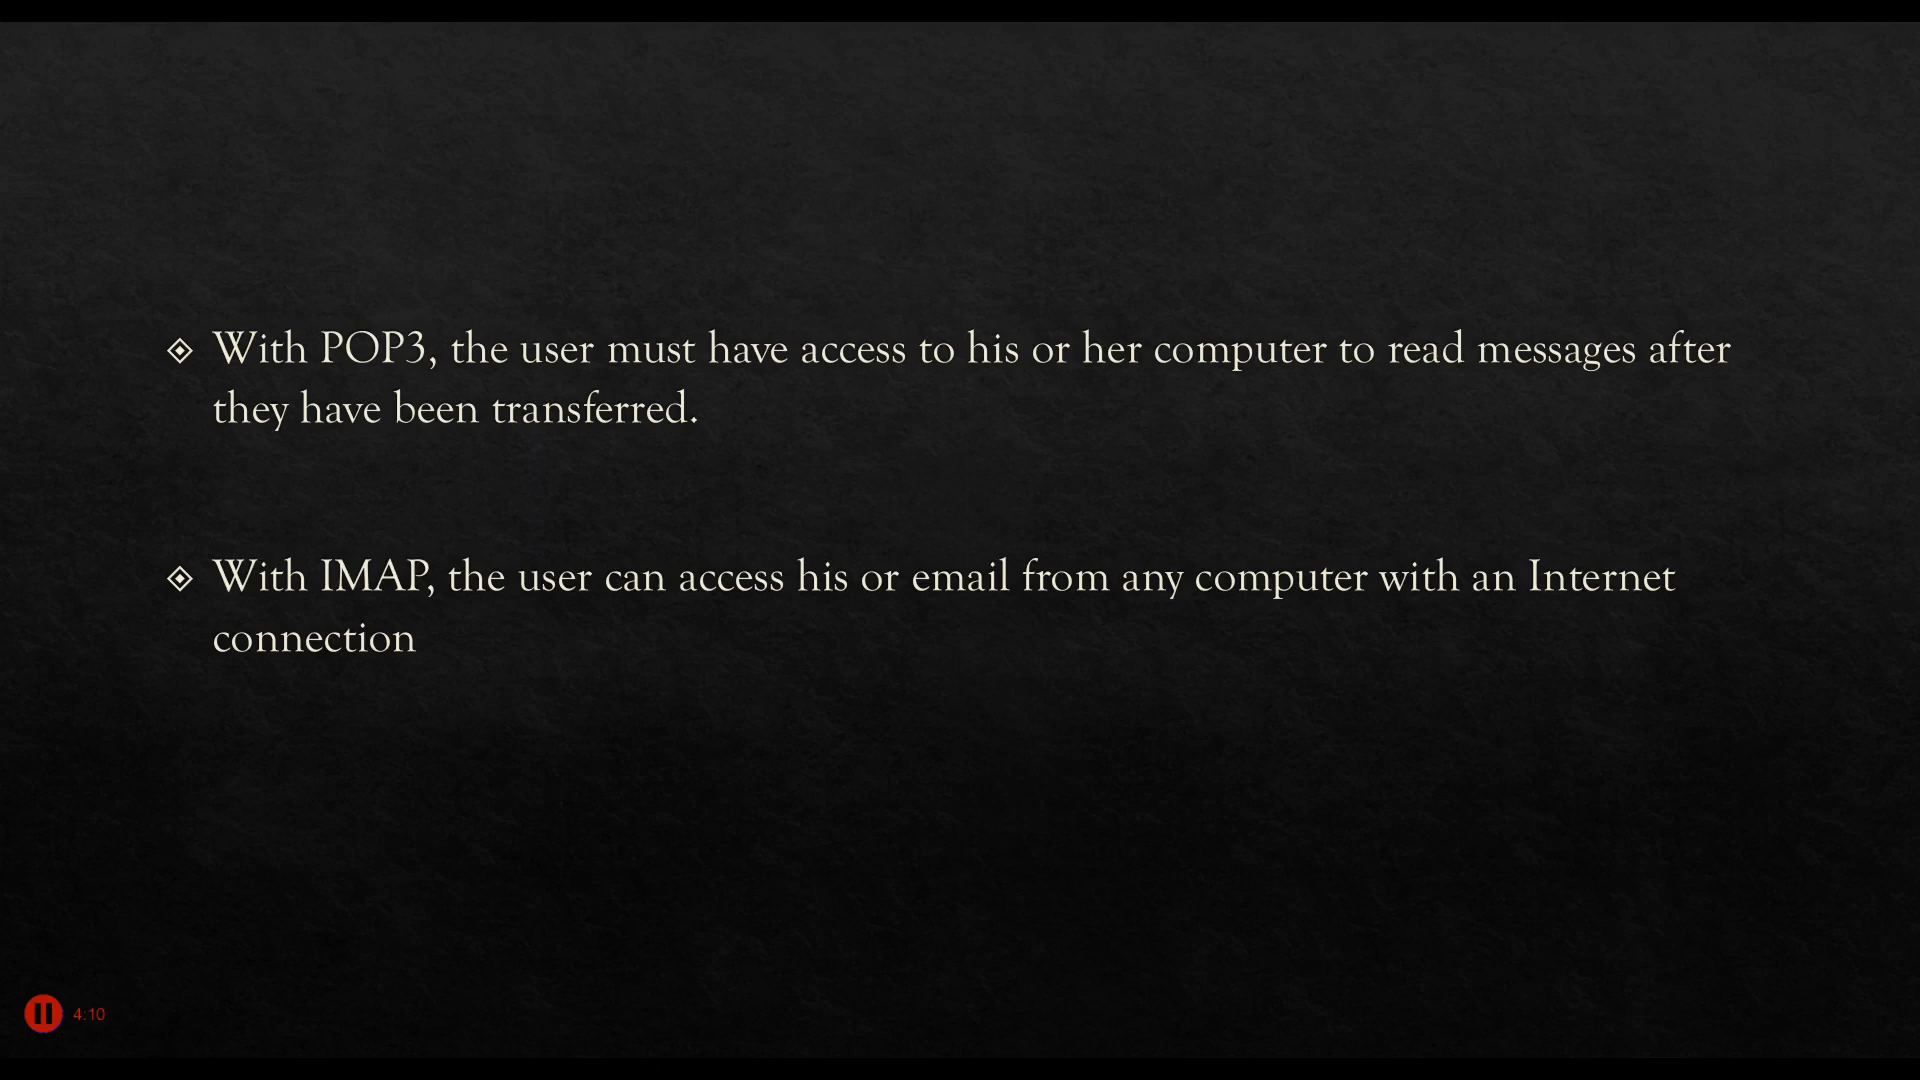 With POP3, the user must have access to his or her computer to read messages after
they have been transferred.
With IMAP, the user can access his or email from any computer with an Internet
connection
4:10